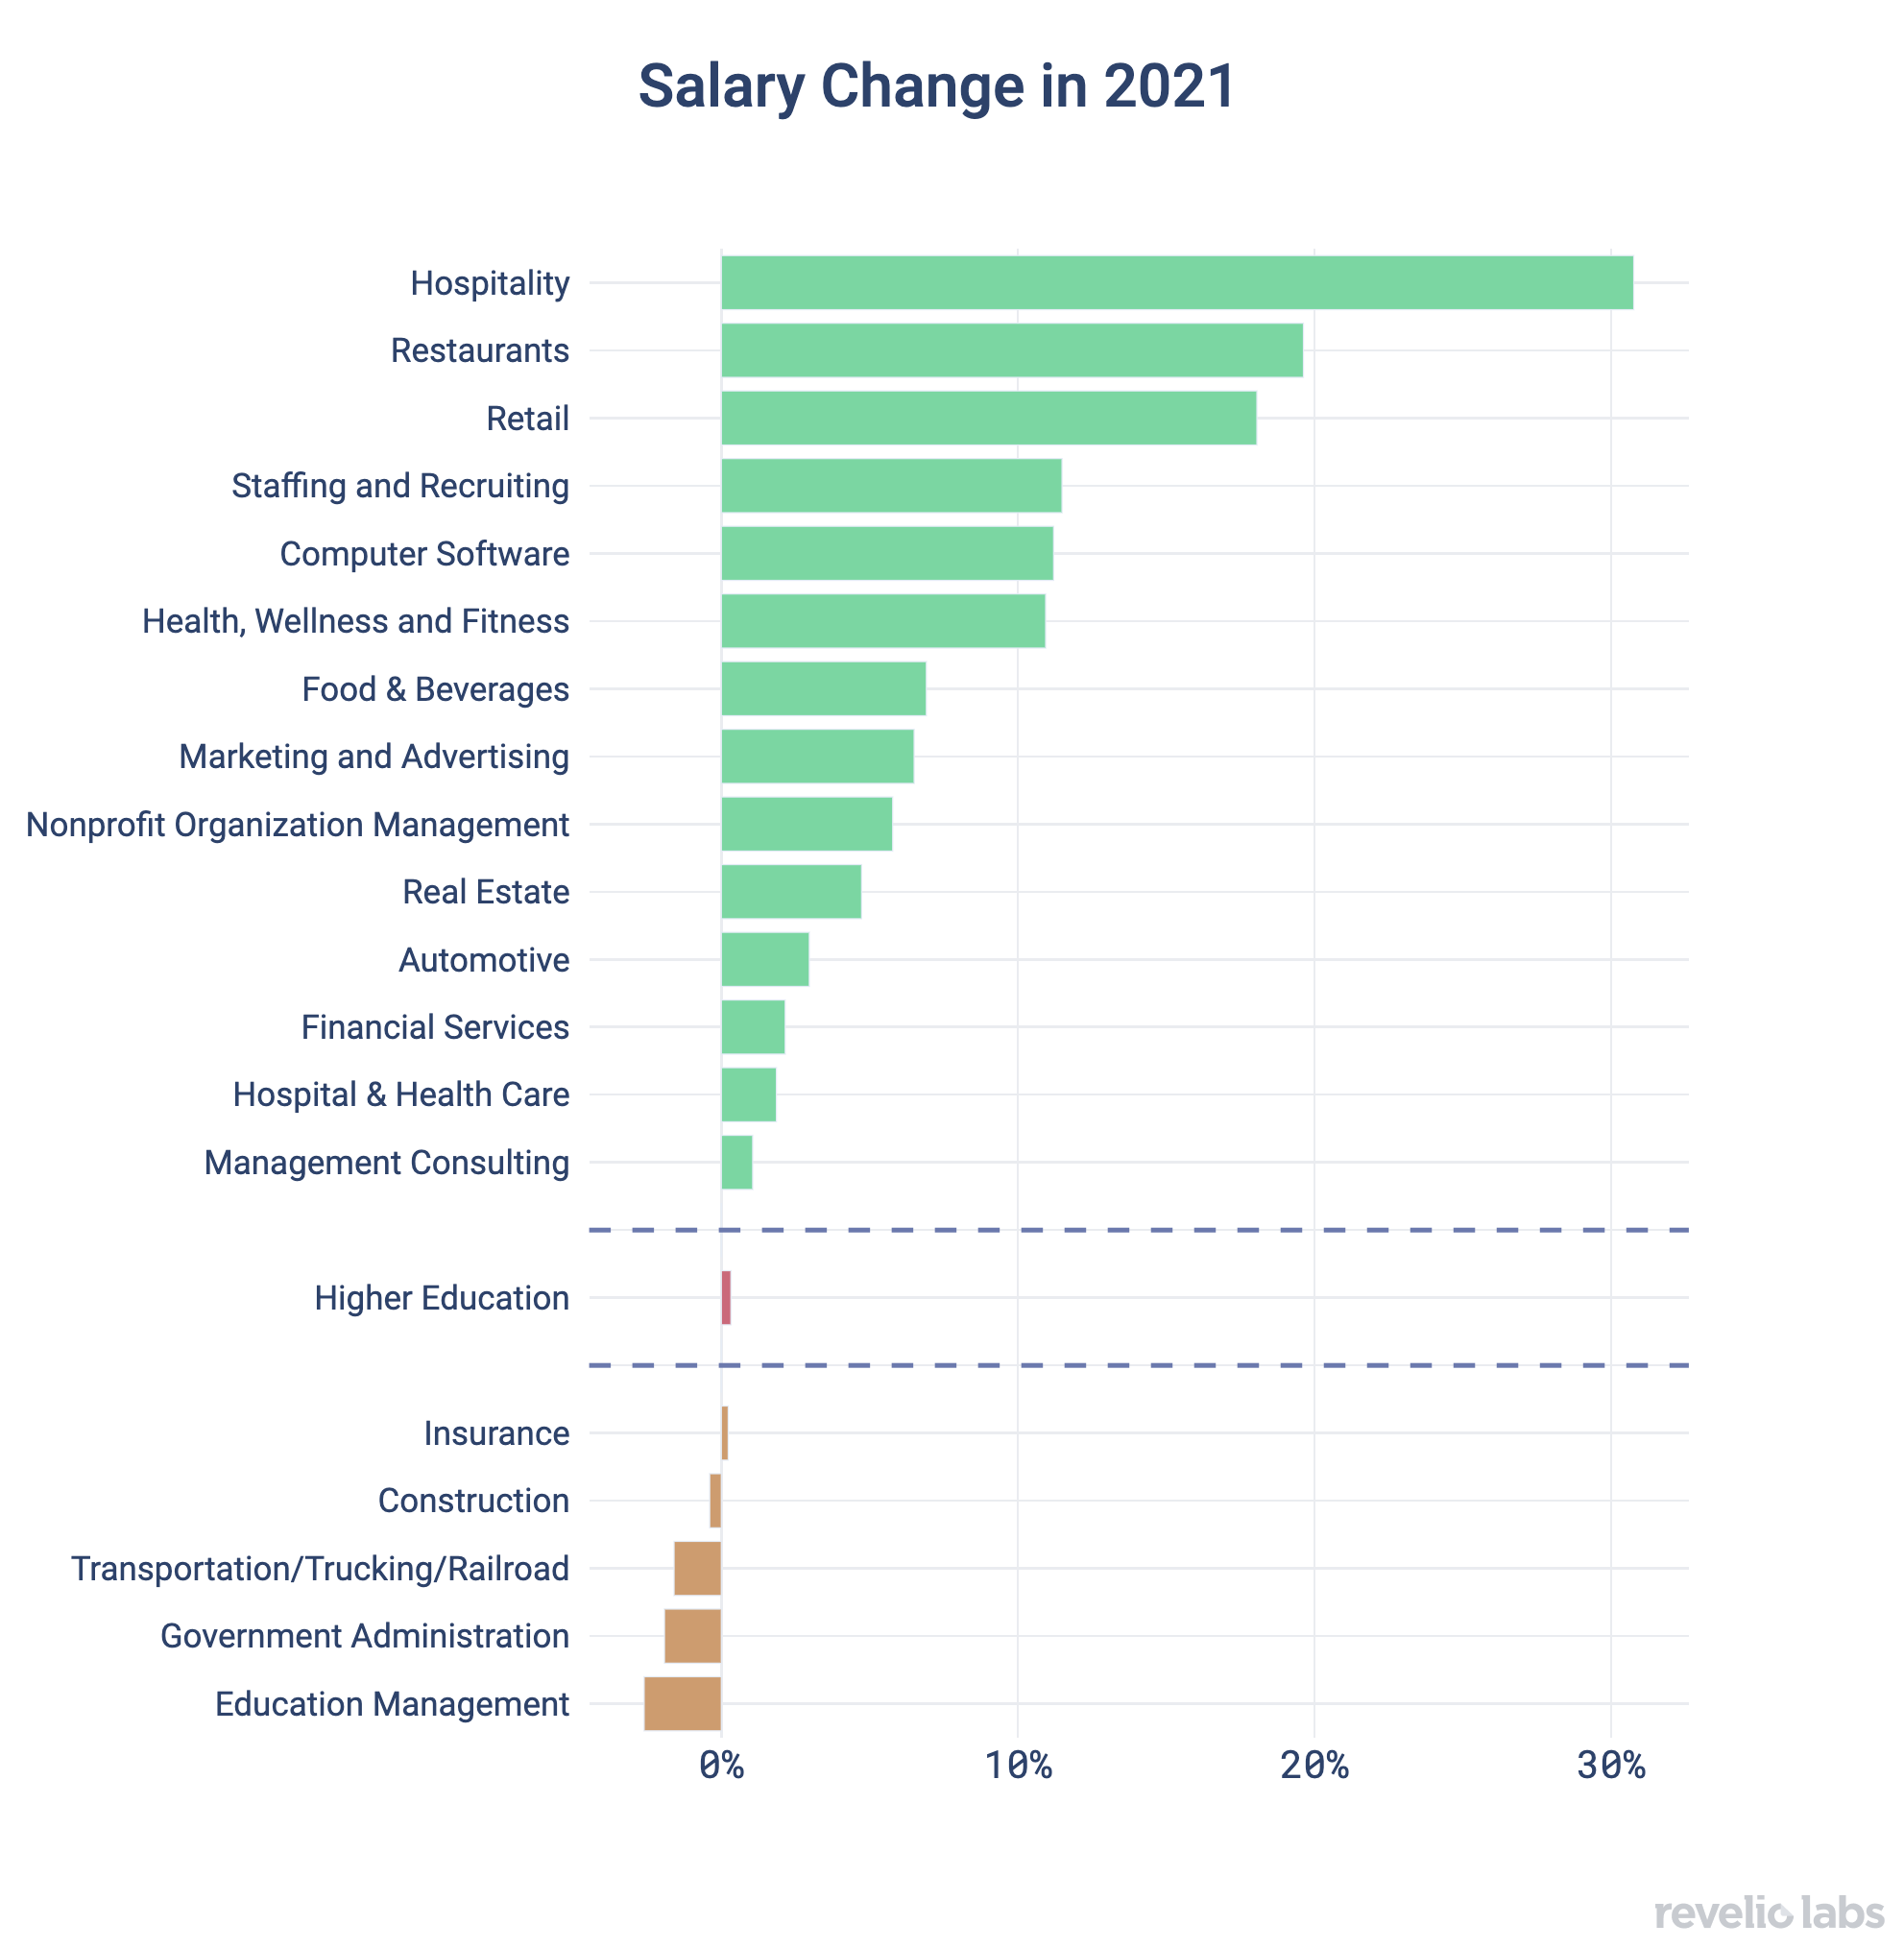 Salary Change in 2021
Hospitality
Restaurants
Retail
Staffing and Recruiting
Computer Software
Health, Wellness and Fitness
Food & Beverages
Marketing and Advertising
Nonprofit Organization Management
Real Estate
Automotive
Financial Services
Hospital & Health Care
Management Consulting
Higher Education
Insurance
Construction
Transportation/Trucking/Railroad
Government Administration
Education Management
0% 10% 20% 30%
revelio labs